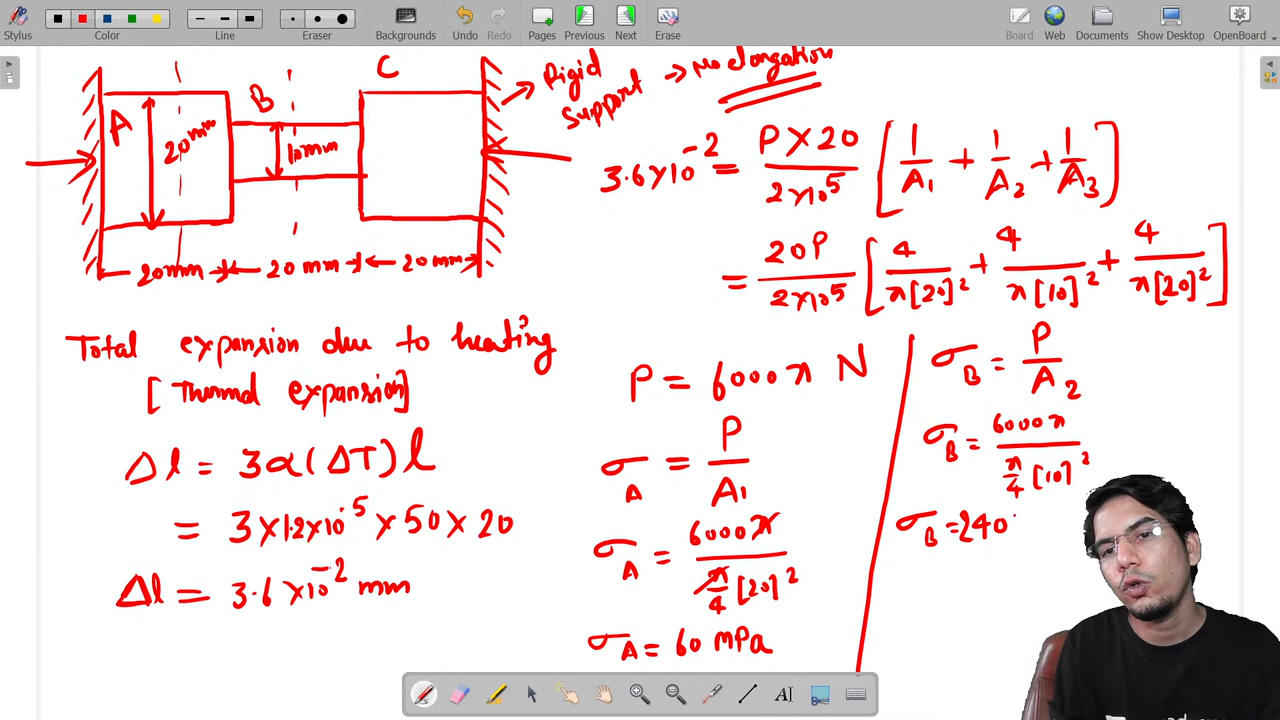 Stylus
Color
Line
Eraser
Backgrounds
Undo
Redo
Pages
Previous
Next
Erase
Board
Web
Documents
Show Desktop
OpenBoard
A
20mm
B
10mm
C
20mm
20mm
20mm
Rigid support → No elongation
3.6×10⁻² = P×20 / 2×10⁵ [1/A₁ + 1/A₂ + 1/A₃]
= 20P / 2×10⁵ [4/π[20]² + 4/π[10]² + 4/π[20]²]
Total expansion due to heating
[Thermal expansion]
Δl = 3α(ΔT)l
= 3×1.2×10⁻⁵×50×20
Δl = 3.6×10⁻² mm
P = 6000π N
σA = P/A₁
σA = 6000π / π/4 [20]²
σA = 60 MPa
σB = P/A₂
σB = 6000π / π/4 [10]²
σB = 240